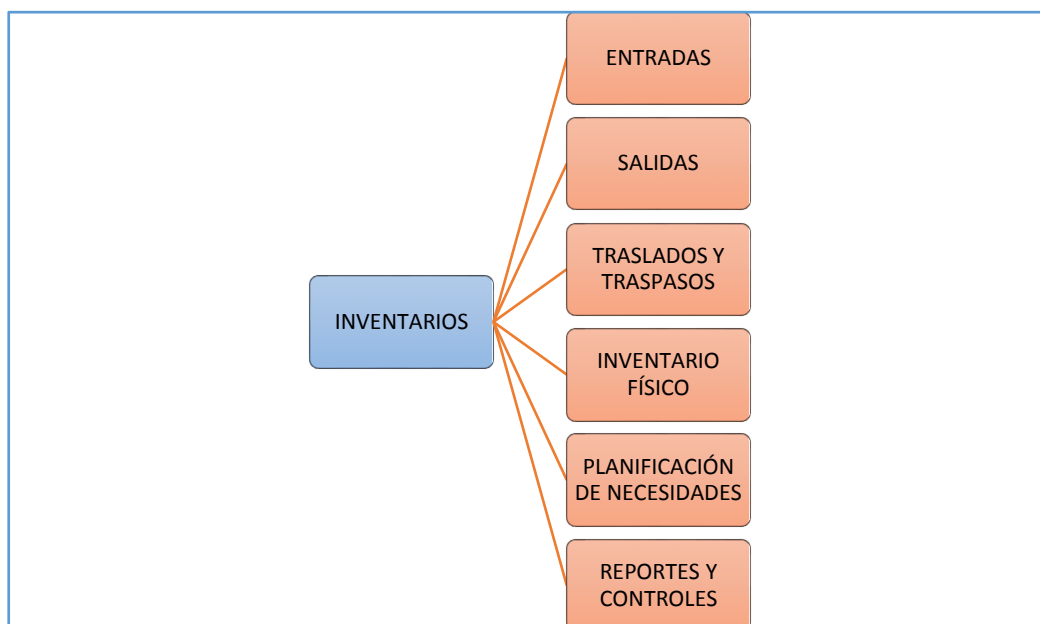 ENTRADAS
SALIDAS
TRASLADOS Y
TRASPASOS
INVENTARIOS
INVENTARIO
FÍSICO
PLANIFICACIÓN
DE NECESIDADES
REPORTES Y
CONTROLES